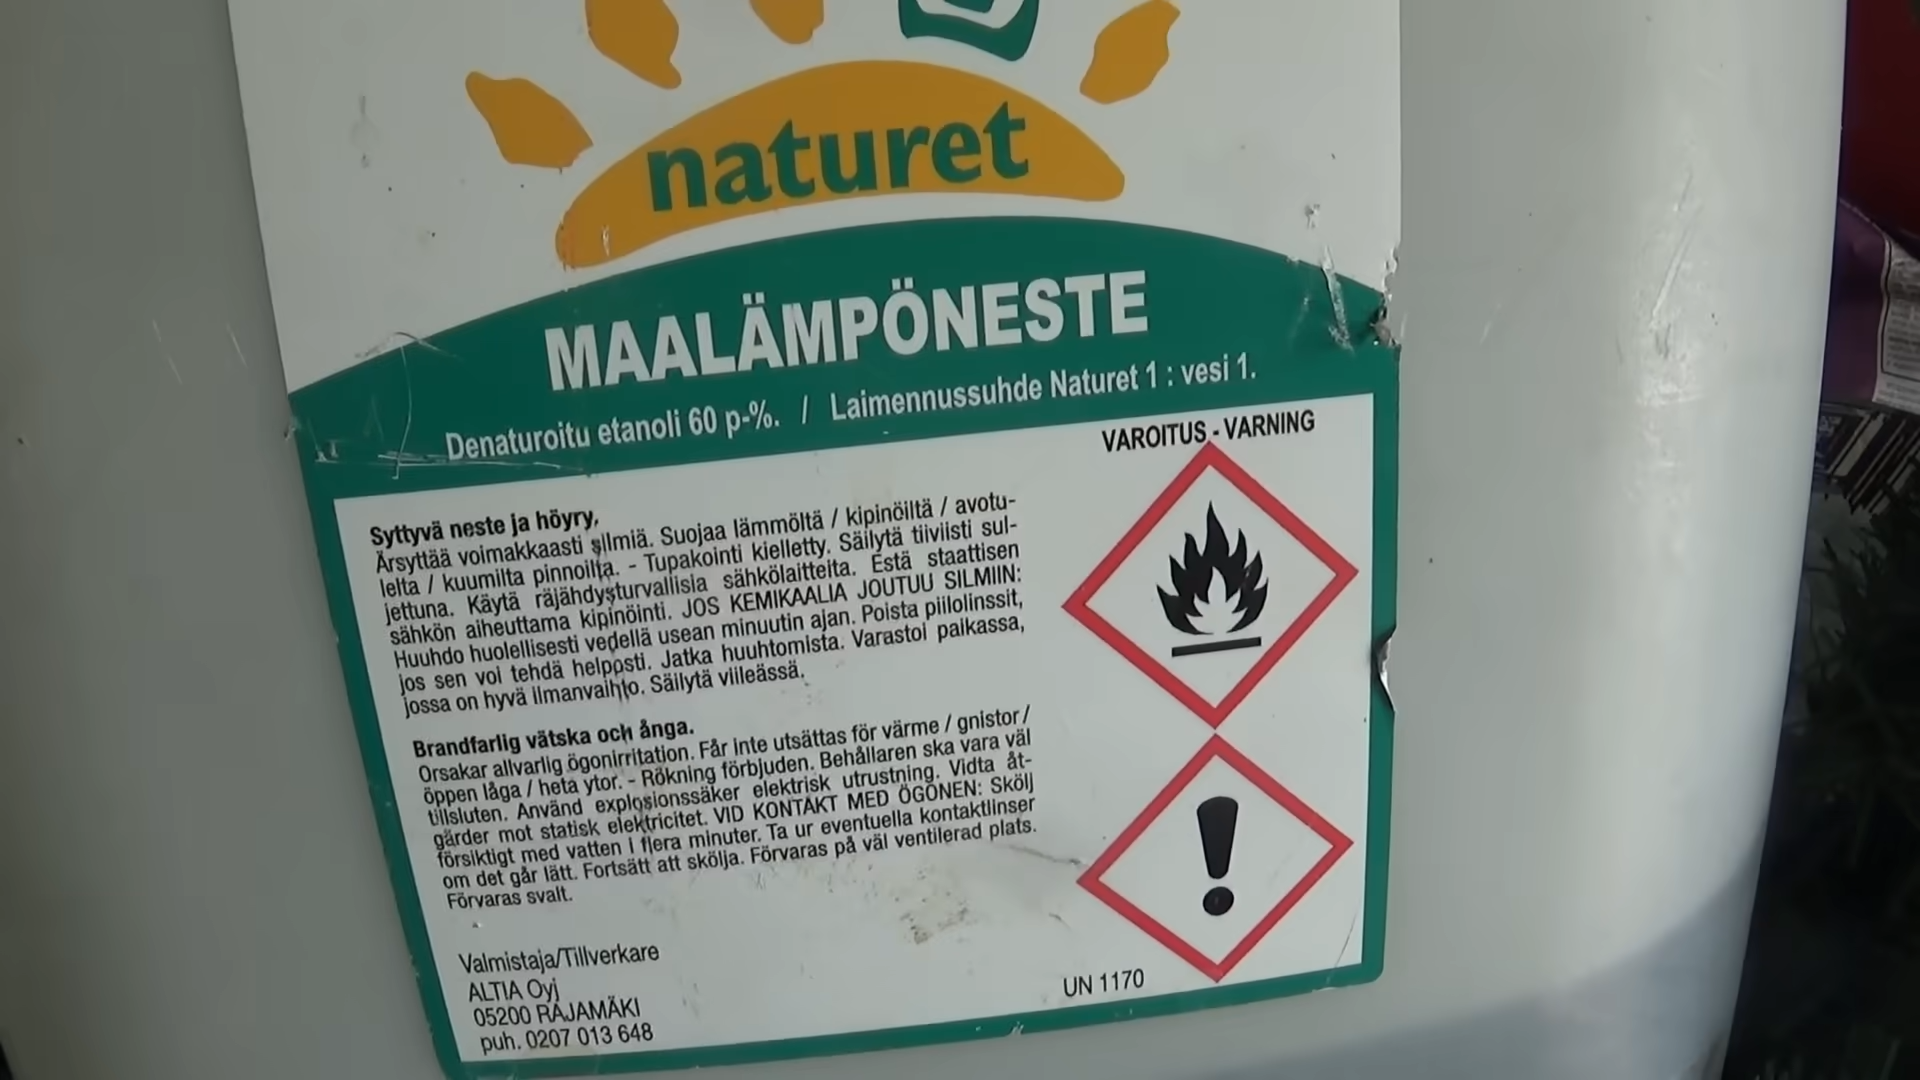 naturet
MAALÄMPÖNESTE
Denaturoitu etanoli 60 p-%. / Laimennussuhde Naturet 1 : vesi 1.
VAROITUS - VARNING
Syttyvä neste ja höyry,
Ärsyttää voimakkaasti silmiä. Suojaa lämmöltä / kipinöiltä / avotu-
lelta / kuumilta pinnoilta. - Tupakointi kielletty. Säilytä tiiviisti sul-
jettuna. Käytä räjähdysturvallisia sähkölaitteita. Estä staattisen
sähkön aiheuttama kipinöinti. JOS KEMIKAALIA JOUTUU SILMIIN:
Huuhdo huolellisesti vedellä usean minuutin ajan. Poista piilolinssit,
jos sen voi tehdä helposti. Jatka huuhtomista. Varastoi paikassa,
jossa on hyvä ilmanvaihto. Säilytä viileässä.
Brandfarlig vätska och ånga.
Orsakar allvarlig ögonirritation. Får inte utsättas för värme / gnistor /
öppen låga / heta ytor. - Rökning förbjuden. Behållaren ska vara väl
tillsluten. Använd explosionssäker elektrisk utrustning. Vidta åt-
gärder mot statisk elektricitet. VID KONTAKT MED ÖGONEN: Skölj
försiktigt med vatten i flera minuter. Ta ur eventuella kontaktlinser
om det går lätt. Fortsätt att skölja. Förvaras på väl ventilerad plats.
Förvaras svalt.
Valmistaja/Tillverkare
ALTIA Oyj
05200 RAJAMÄKI
puh. 0207 013 648
UN 1170